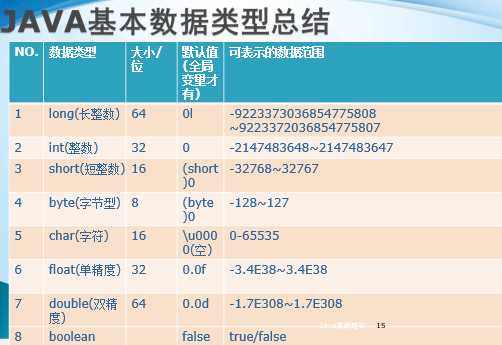 JAVA基本数据类型总结
NO. 数据类型 大小/位 默认值(全局变量才有) 可表示的数据范围
1 long(长整数) 64 0l -9223373036854775808
~9223372036854775807
2 int(整数) 32 0 -2147483648~2147483647
3 short(短整数) 16 (short)0 -32768~32767
4 byte(字节型) 8 (byte)0 -128~127
5 char(字符) 16 \u0000(空) 0-65535
6 float(单精度) 32 0.0f -3.4E38~3.4E38
7 double(双精度) 64 0.0d -1.7E308~1.7E308
8 boolean false true/false
15